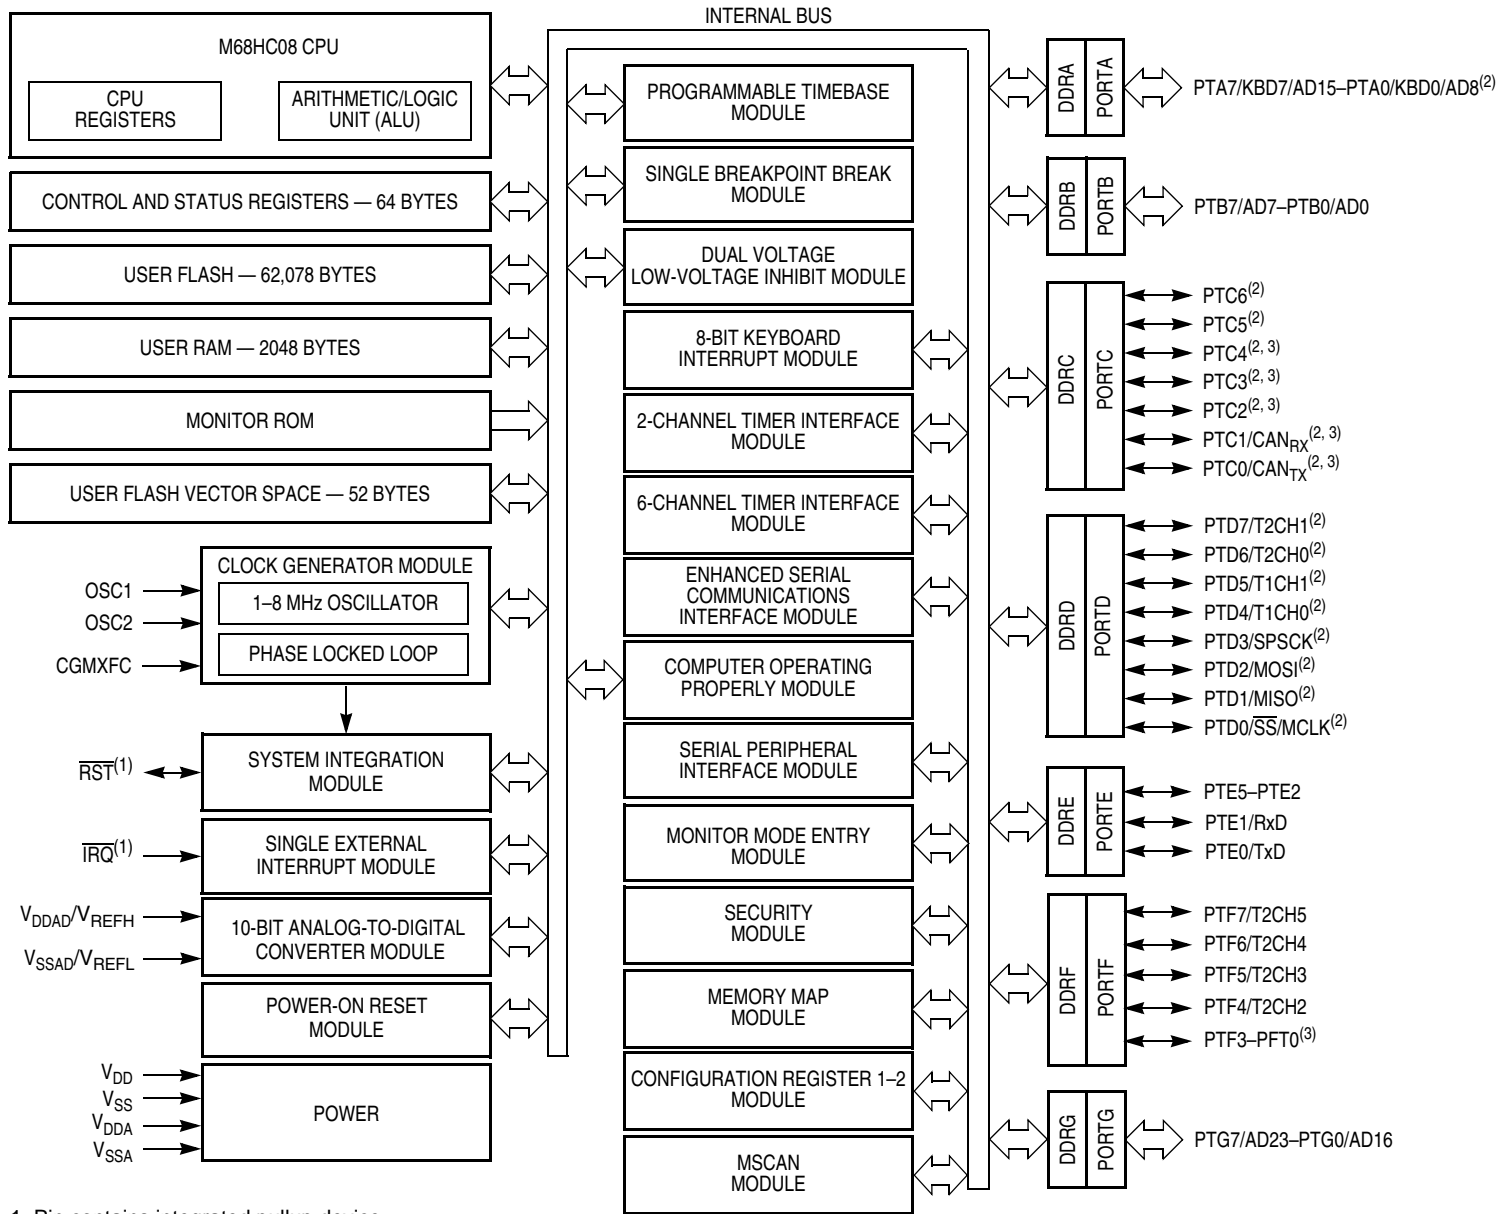 INTERNAL BUS
M68HC08 CPU
CPU
REGISTERS
ARITHMETIC/LOGIC
UNIT (ALU)
CONTROL AND STATUS REGISTERS — 64 BYTES
USER FLASH — 62,078 BYTES
USER RAM — 2048 BYTES
MONITOR ROM
USER FLASH VECTOR SPACE — 52 BYTES
CLOCK GENERATOR MODULE
1–8 MHz OSCILLATOR
PHASE LOCKED LOOP
OSC1
OSC2
CGMXFC
SYSTEM INTEGRATION
MODULE
RST(1)
SINGLE EXTERNAL
INTERRUPT MODULE
IRQ(1)
10-BIT ANALOG-TO-DIGITAL
CONVERTER MODULE
VDDAD/VREFH
VSSAD/VREFL
POWER-ON RESET
MODULE
POWER
VDD
VSS
VDDA
VSSA
PROGRAMMABLE TIMEBASE
MODULE
SINGLE BREAKPOINT BREAK
MODULE
DUAL VOLTAGE
LOW-VOLTAGE INHIBIT MODULE
8-BIT KEYBOARD
INTERRUPT MODULE
2-CHANNEL TIMER INTERFACE
MODULE
6-CHANNEL TIMER INTERFACE
MODULE
ENHANCED SERIAL
COMMUNICATIONS
INTERFACE MODULE
COMPUTER OPERATING
PROPERLY MODULE
SERIAL PERIPHERAL
INTERFACE MODULE
MONITOR MODE ENTRY
MODULE
SECURITY
MODULE
MEMORY MAP
MODULE
CONFIGURATION REGISTER 1–2
MODULE
MSCAN
MODULE
DDRA
PORTA
PTA7/KBD7/AD15–PTA0/KBD0/AD8(2)
DDRB
PORTB
PTB7/AD7–PTB0/AD0
DDRC
PORTC
PTC6(2)
PTC5(2)
PTC4(2, 3)
PTC3(2, 3)
PTC2(2, 3)
PTC1/CANRX(2, 3)
PTC0/CANTX(2, 3)
DDRD
PORTD
PTD7/T2CH1(2)
PTD6/T2CH0(2)
PTD5/T1CH1(2)
PTD4/T1CH0(2)
PTD3/SPSCK(2)
PTD2/MOSI(2)
PTD1/MISO(2)
PTD0/SS/MCLK(2)
DDRE
PORTE
PTE5–PTE2
PTE1/RxD
PTE0/TxD
DDRF
PORTF
PTF7/T2CH5
PTF6/T2CH4
PTF5/T2CH3
PTF4/T2CH2
PTF3–PFT0(3)
DDRG
PORTG
PTG7/AD23–PTG0/AD16